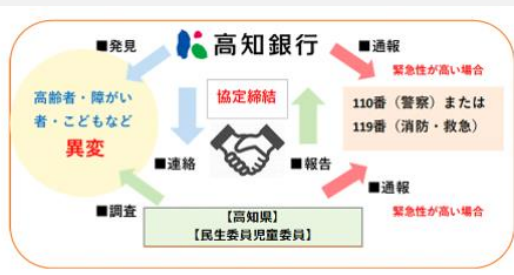 ■発見
高知銀行
■通報
緊急性が高い場合
高齢者・障がい
者・こどもなど
異変
協定締結
110番（警察）または
119番（消防・救急）
■連絡
■報告
■通報
緊急性が高い場合
■調査
【高知県】
【民生委員児童委員】